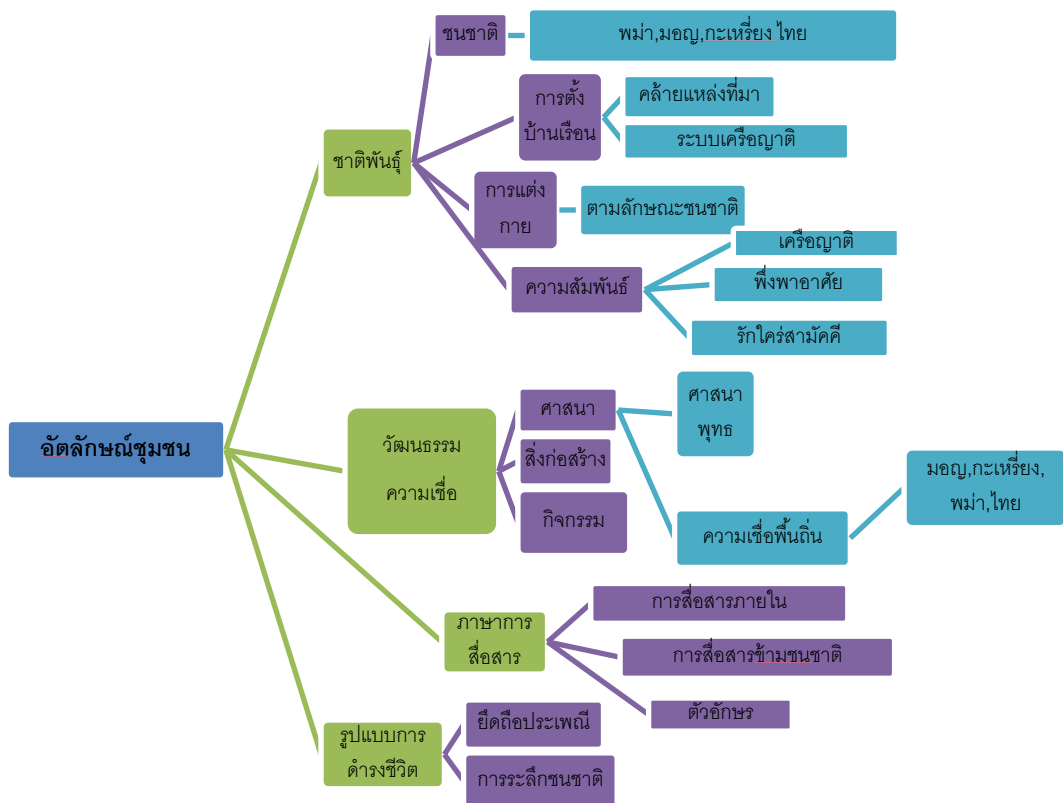 ชนชาติ
พม่า,มอญ,กะเหรี่ยง ไทย
การตั้ง
บ้านเรือน
คล้ายแหล่งที่มา
ระบบเครือญาติ
ชาติพันธุ์
การแต่ง
กาย
ตามลักษณะชนชาติ
ความสัมพันธ์
เครือญาติ
พึ่งพาอาศัย
รักใคร่สามัคคี
อัตลักษณ์ชุมชน
วัฒนธรรม
ความเชื่อ
ศาสนา
สิ่งก่อสร้าง
กิจกรรม
ศาสนา
พุทธ
ความเชื่อพื้นถิ่น
มอญ,กะเหรี่ยง,
พม่า,ไทย
ภาษาการ
สื่อสาร
การสื่อสารภายใน
การสื่อสารข้ามชนชาติ
ตัวอักษร
รูปแบบการ
ดำรงชีวิต
ยึดถือประเพณี
การระลึกชนชาติ